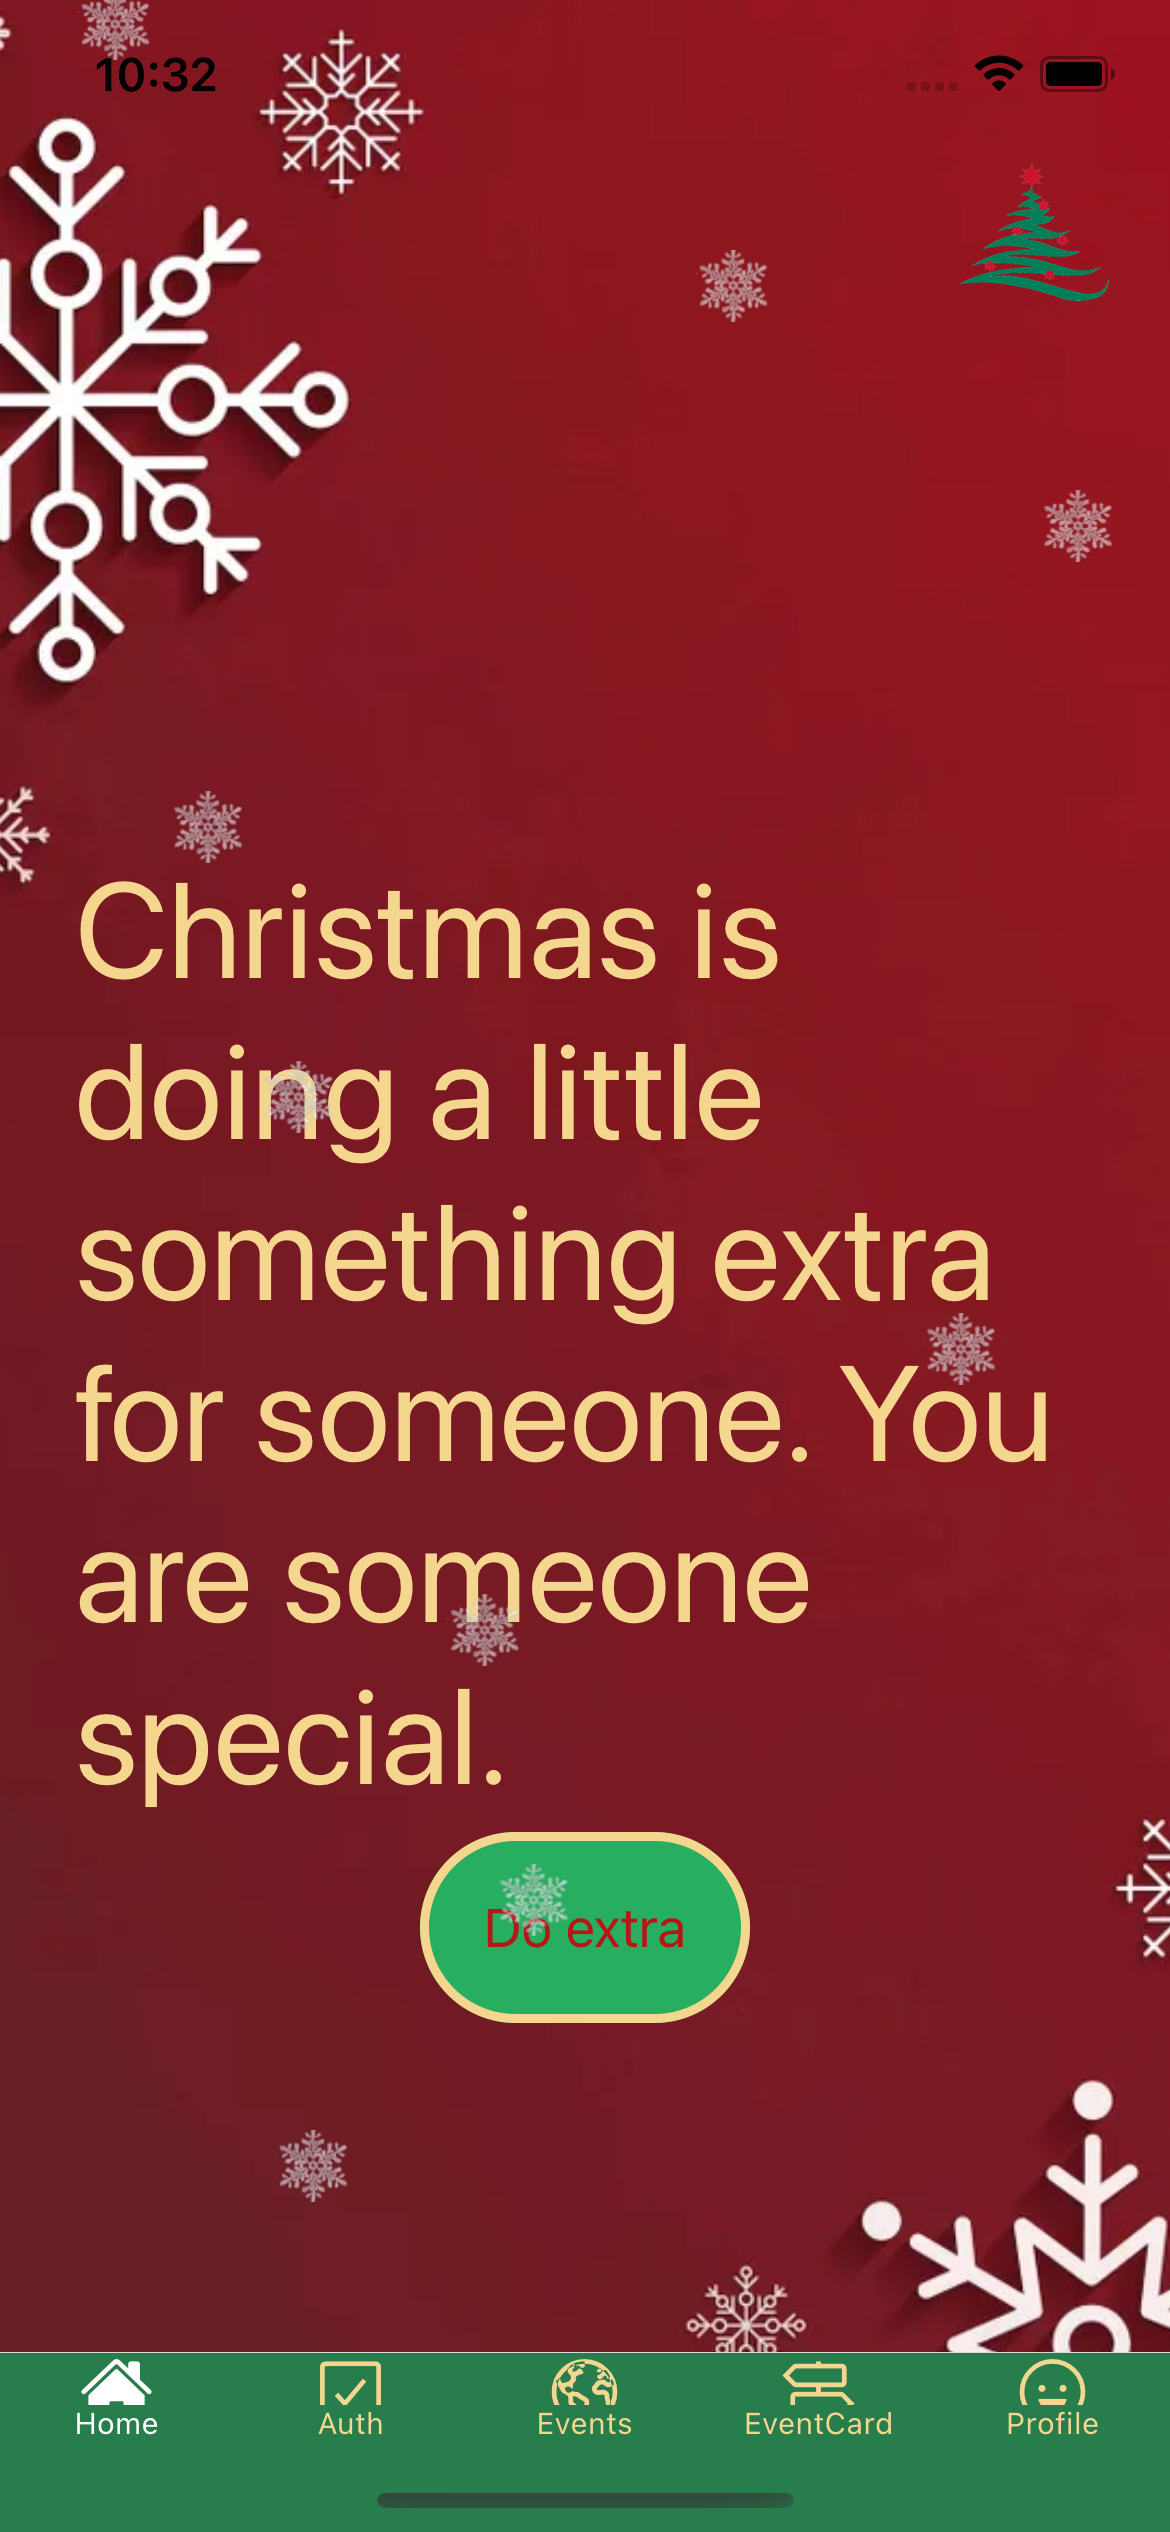 10:32
Christmas is
doing a little
something extra
for someone. You
are someone
special.
Do extra
Home Auth Events EventCard Profile